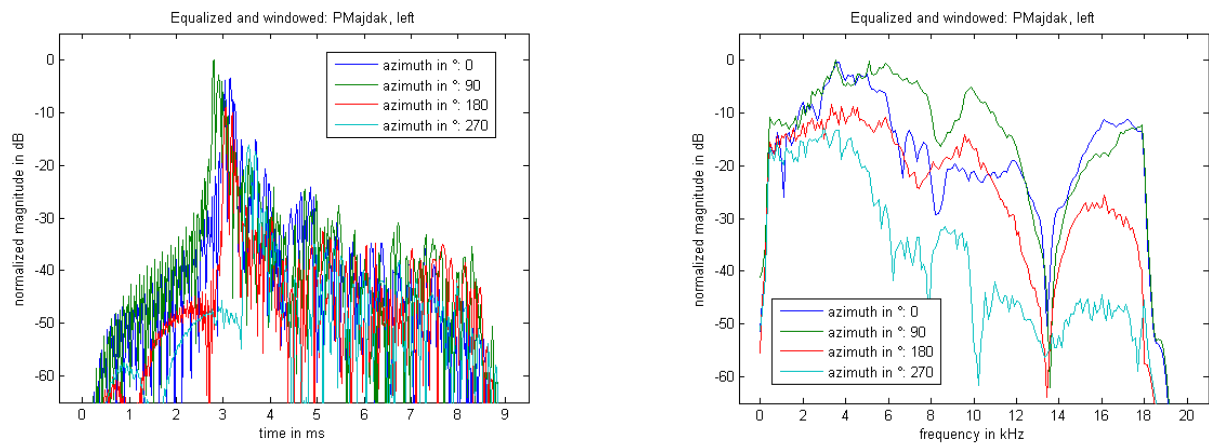 Equalized and windowed: PMajdak, left
normalized magnitude in dB
0
-10
-20
-30
-40
-50
-60
azimuth in °: 0
azimuth in °: 90
azimuth in °: 180
azimuth in °: 270
0 1 2 3 4 5 6 7 8 9
time in ms
Equalized and windowed: PMajdak, left
normalized magnitude in dB
0
-10
-20
-30
-40
-50
-60
azimuth in °: 0
azimuth in °: 90
azimuth in °: 180
azimuth in °: 270
0 2 4 6 8 10 12 14 16 18 20
frequency in kHz